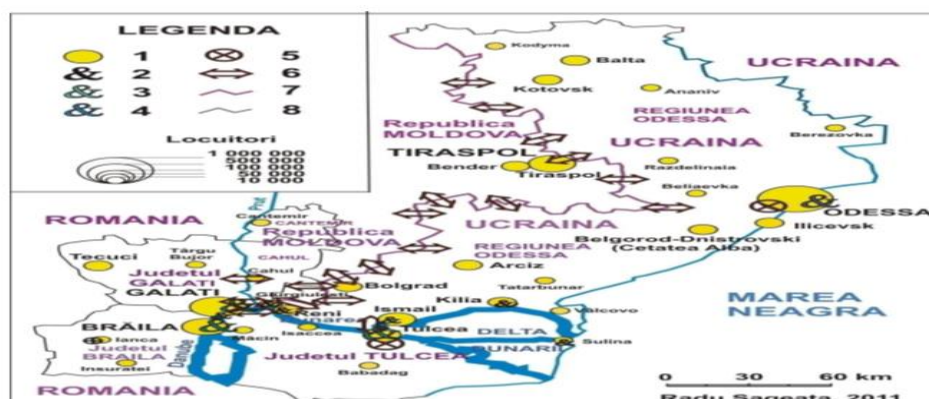 LEGENDA
1 5
& 2 6
& 3 7
& 4 8
Locuitori
1 000 000
500 000
100 000
50 000
10 000
Kodyma
Balta
UCRAINA
Kotovsk
Ananiv
REGIUNEA
ODESSA
Republica
MOLDOVA
UCRAINA
Berezovka
TIRASPOL
Bender
Tiraspol
Razdelinaia
Beliaevka
ODESSA
Ilicevsk
Belgorod-Dnistrovski
(Cetatea Alba)
ROMANIA
Prut
Cantemir
CANTEMIR
Republica
MOLDOVA
UCRAINA
REGIUNEA
ODESSA
Tecuci
Târgu
Bujor
CAHUL
Cahul
Judetul
GALATI
GALATI
Giurgiulesti
Bolgrad
Arciz
Tatarbunar
Reni
Ismail
Kilia
Valcovo
MAREA
NEAGRA
BRĂILA
Ianca
Macin
Isaccea
Tulcea
DELTA
DUNARII
Sulina
Judetul
BRAILA
Insuratei
Danube
Judetul TULCEA
Babadag
ROMANIA
0 30 60 km
Radu Sageata, 2011